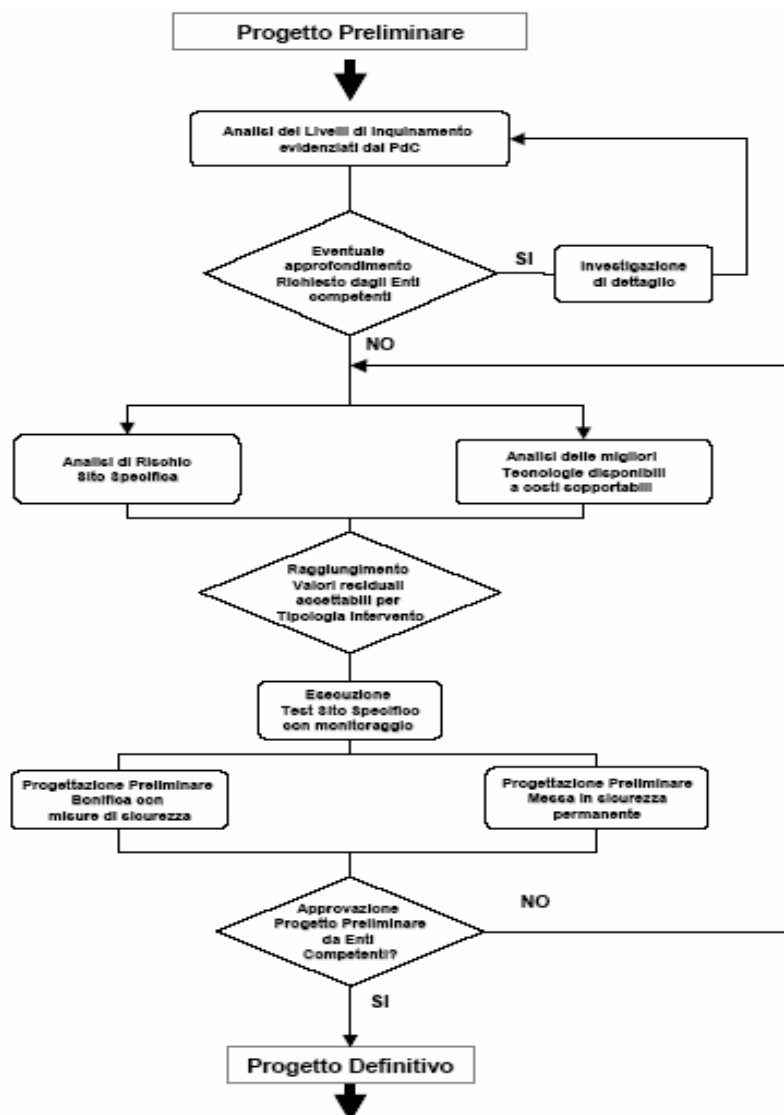 Progetto Preliminare
Analisi dei Livelli di Inquinamento
evidenziati dal PdC
Eventuale
approfondimento
Richiesto dagli Enti
competenti
SI
Investigazione
di dettaglio
NO
Analisi di Rischio
Sito Specifica
Analisi delle migliori
Tecnologie disponibili
a costi sopportabili
Raggiungimento
Valori residuali
accettabili per
Tipologia Intervento
Esecuzione
Test Sito Specifico
con monitoraggio
Progettazione Preliminare
Bonifica con
misure di sicurezza
Progettazione Preliminare
Messa in sicurezza
permanente
Approvazione
Progetto Preliminare
da Enti
Competenti?
NO
SI
Progetto Definitivo